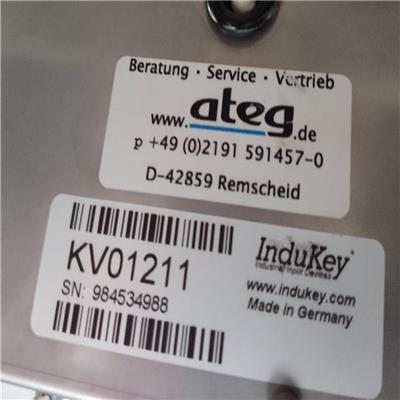 Beratung · Service · Vertrieb
www.ateg.de
p +49 (0)2191 591457-0
D-42859 Remscheid
KV01211
SN: 984534988
InduKey®
Industrial Input Devices
www.indukey.com
Made in Germany